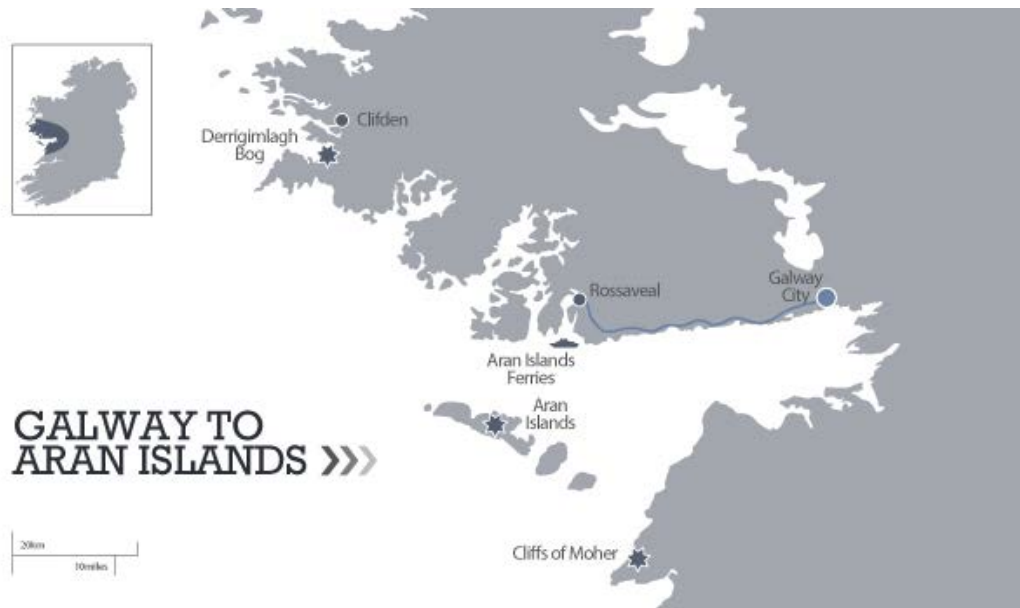 Clifden
Derrigimlagh
Bog
Rossaveal
Galway
City
Aran Islands
Ferries
Aran
Islands
GALWAY TO
ARAN ISLANDS
Cliffs of Moher
20km
10miles